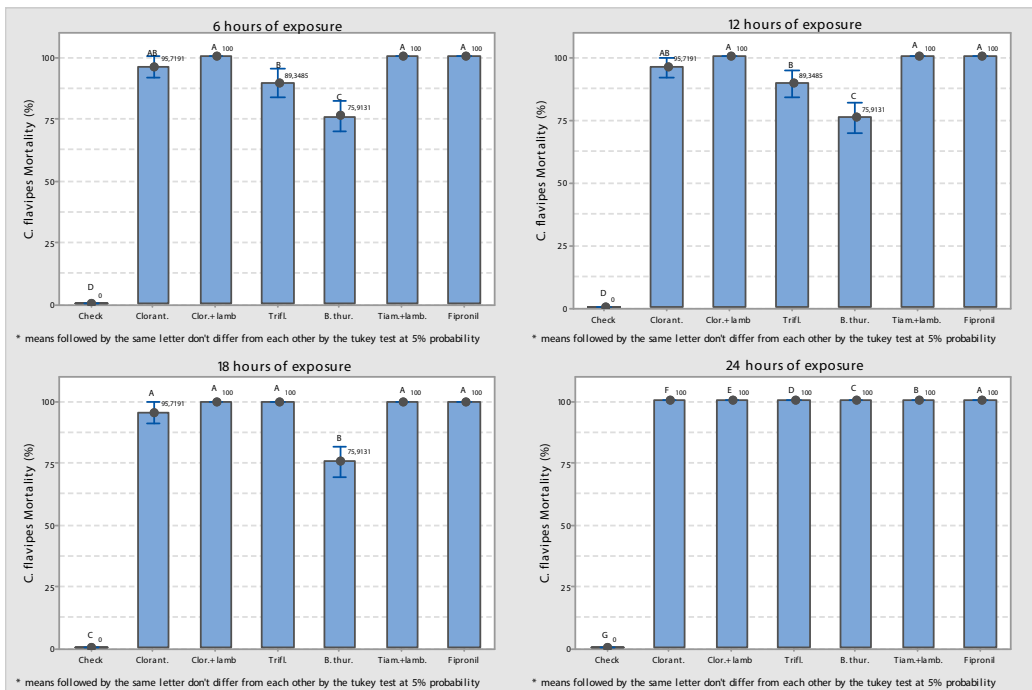 6 hours of exposure
C. flavipes Mortality (%)
100
75
50
25
0
D 0
AB 95,7191
A 100
B 89,3485
C 75,9131
A 100
A 100
Check Clorant. Clor.+ lamb Trifl. B. thur. Tiam.+lamb. Fipronil
* means followed by the same letter don't differ from each other by the tukey test at 5% probability
12 hours of exposure
C. flavipes Mortality (%)
100
75
50
25
0
D 0
AB 95,7191
A 100
B 89,3485
C 75,9131
A 100
A 100
Check Clorant. Clor.+ lamb Trifl. B. thur. Tiam.+lamb. Fipronil
* means followed by the same letter don't differ from each other by the tukey test at 5% probability
18 hours of exposure
C. flavipes Mortality (%)
100
75
50
25
0
C 0
A 95,7191
A 100
A 100
B 75,9131
A 100
A 100
Check Clorant. Clor.+ lamb Trifl. B. thur. Tiam.+lamb. Fipronil
* means followed by the same letter don't differ from each other by the tukey test at 5% probability
24 hours of exposure
C. flavipes Mortality (%)
100
75
50
25
0
G 0
F 100
E 100
D 100
C 100
B 100
A 100
Check Clorant. Clor.+ lamb Trifl. B. thur. Tiam.+lamb. Fipronil
* means followed by the same letter don't differ from each other by the tukey test at 5% probability